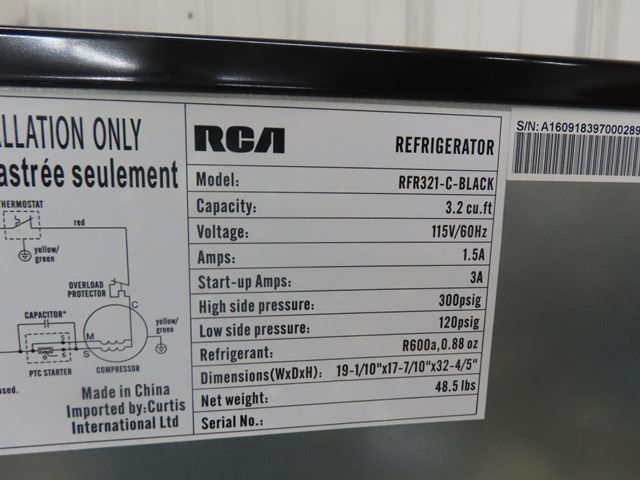 ALLATION ONLY
astrée seulement
THERMOSTAT
red
yellow/
green
OVERLOAD
PROTECTOR
C
CAPACITOR*
M
S
yellow/
green
PTC STARTER
COMPRESSOR
Made in China
Imported by:Curtis
International Ltd
RCA REFRIGERATOR
Model: RFR321-C-BLACK
Capacity: 3.2 cu.ft
Voltage: 115V/60Hz
Amps: 1.5A
Start-up Amps: 3A
High side pressure: 300psig
Low side pressure: 120psig
Refrigerant: R600a,0.88 oz
Dimensions(WxDxH): 19-1/10"x17-7/10"x32-4/5"
Net weight: 48.5 lbs
Serial No.:
S/N: A160918397000289